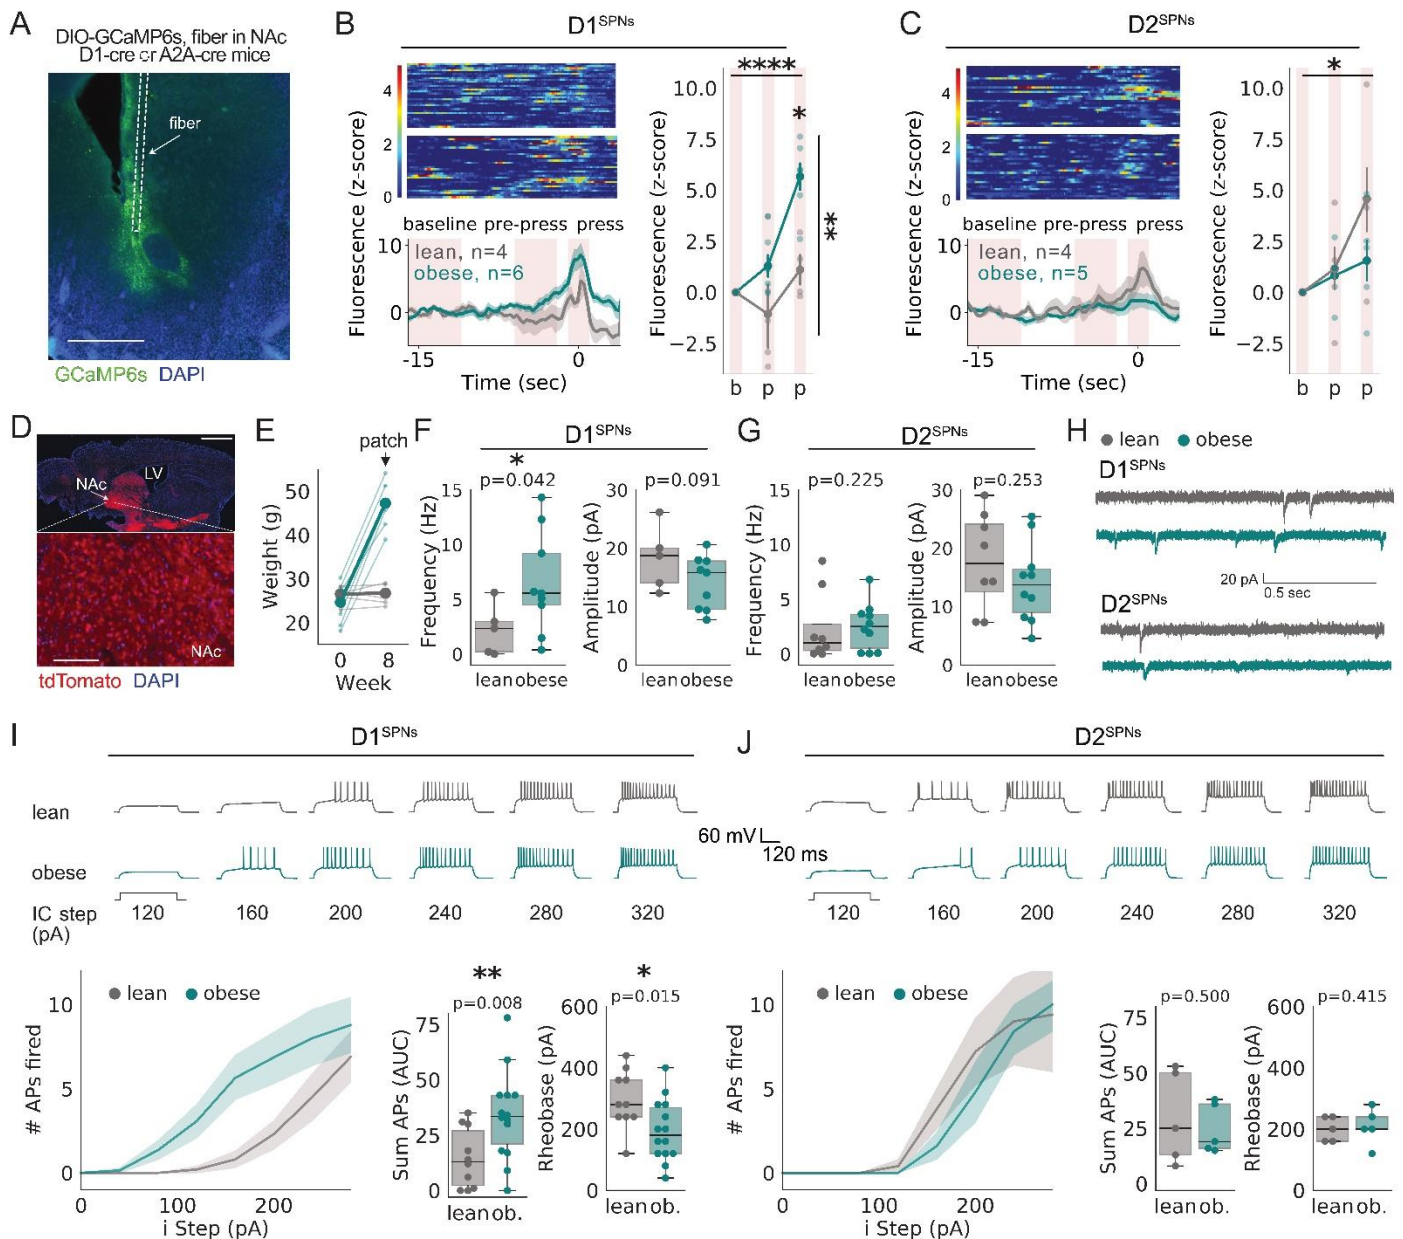 A
DIO-GCaMP6s, fiber in NAc
D1-cre or A2A-cre mice
fiber
GCaMP6s DAPI
B
D1SPNs
Fluorescence (z-score)
4
2
0
baseline pre-press press
10
0
lean, n=4
obese, n=6
-15 0
Time (sec)
****
*
**
Fluorescence (z-score)
10.0
7.5
5.0
2.5
0.0
−2.5
b p p
C
D2SPNs
Fluorescence (z-score)
4
2
0
baseline pre-press press
10
0
lean, n=4
obese, n=5
-15 0
Time (sec)
*
Fluorescence (z-score)
10.0
7.5
5.0
2.5
0.0
−2.5
b p p
D
LV
NAc
NAc
tdTomato DAPI
E
patch
Weight (g)
50
40
30
20
0 8
Week
F
D1SPNs
*
p=0.042
Frequency (Hz)
15
10
5
0
lean obese
p=0.091
Amplitude (pA)
30
20
10
0
lean obese
G
D2SPNs
p=0.225
Frequency (Hz)
15
10
5
0
lean obese
p=0.253
Amplitude (pA)
30
20
10
0
lean obese
H
lean obese
D1SPNs
20 pA
0.5 sec
D2SPNs
I
D1SPNs
lean
obese
IC step
(pA)
120 160 200 240 280 320
60 mV
120 ms
J
D2SPNs
120 160 200 240 280 320
lean obese
# APs fired
10
5
0
0 100 200
i Step (pA)
**
p=0.008
Sum APs (AUC)
75
50
25
0
lean ob.
*
p=0.015
Rheobase (pA)
600
400
200
0
lean ob.
lean obese
# APs fired
10
5
0
0 100 200
i Step (pA)
p=0.500
Sum APs (AUC)
75
50
25
0
lean ob.
p=0.415
Rheobase (pA)
600
400
200
0
lean ob.